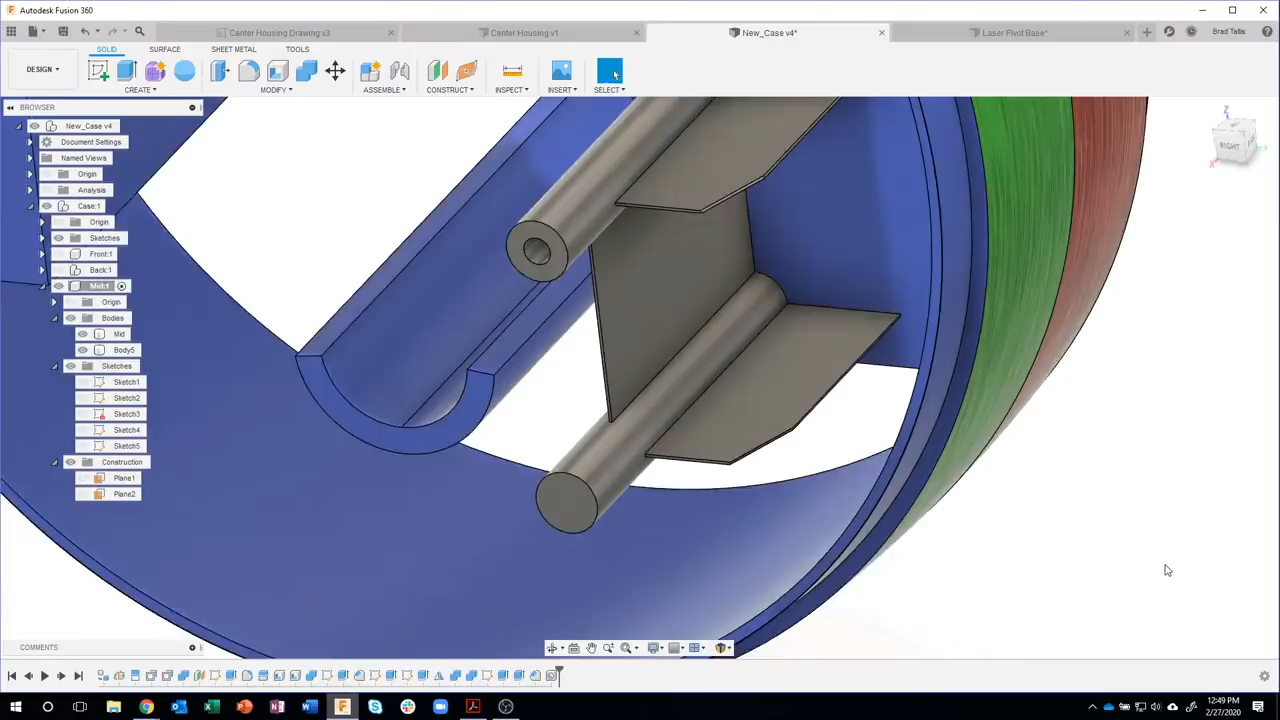 Autodesk Fusion 360
Center Housing Drawing v3
Center Housing v1
New_Case v4*
Laser Pivot Base*
Brad Tallis
SOLID
SURFACE
SHEET METAL
TOOLS
DESIGN
CREATE
MODIFY
ASSEMBLE
CONSTRUCT
INSPECT
INSERT
SELECT
BROWSER
New_Case v4
Document Settings
Named Views
Origin
Analysis
Case:1
Origin
Sketches
Front:1
Back:1
Mid:1
Origin
Bodies
Mid
Body5
Sketches
Sketch1
Sketch2
Sketch3
Sketch4
Sketch5
Construction
Plane1
Plane2
Z
RIGHT
X
COMMENTS
12:49 PM
2/27/2020